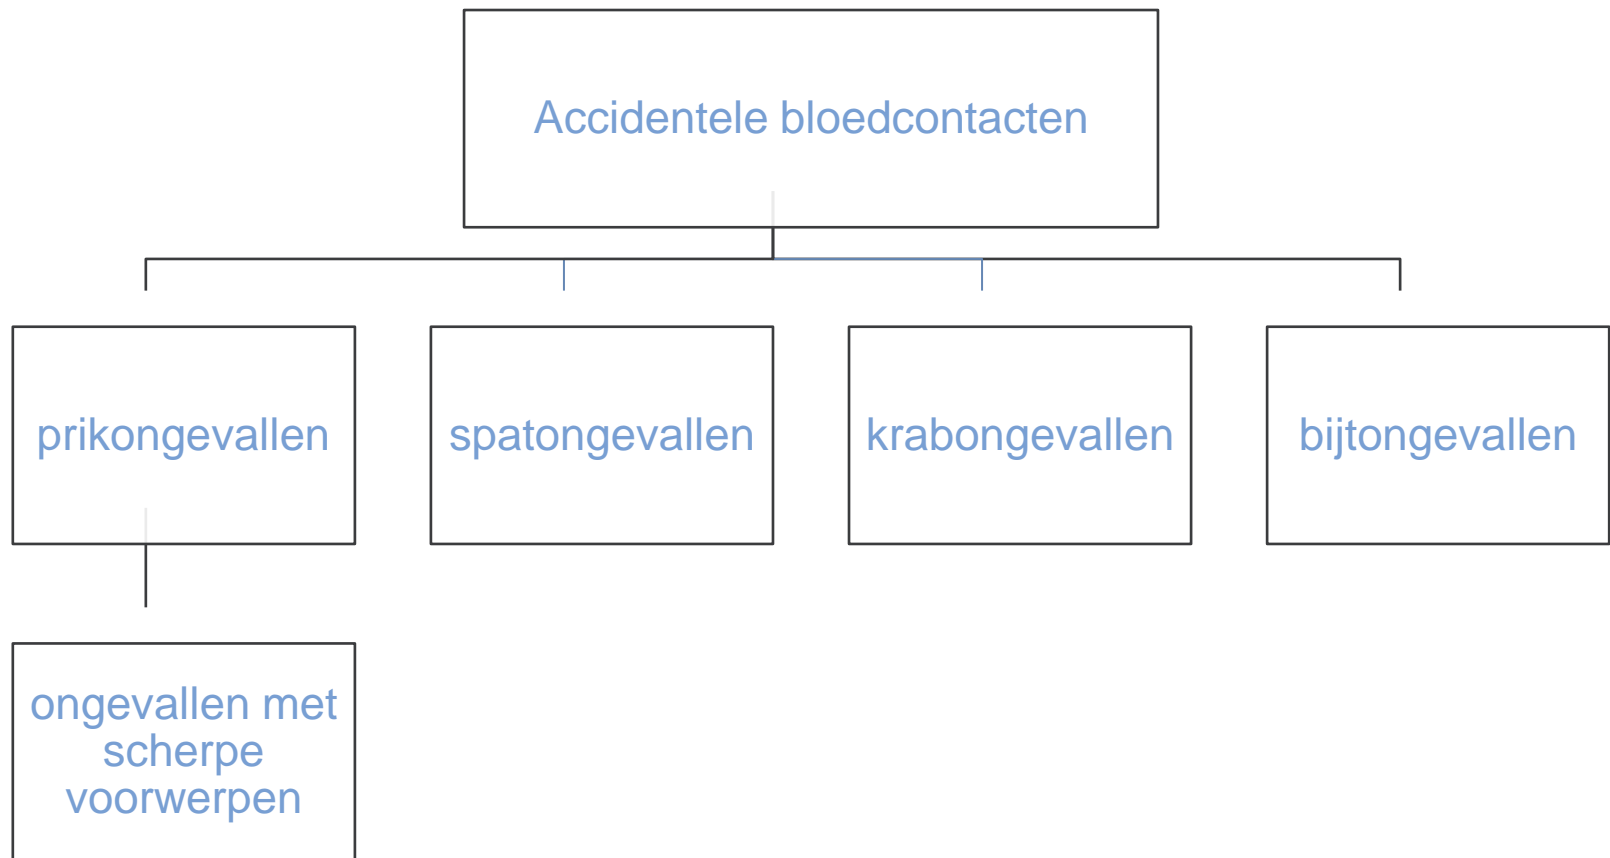 Accidentele bloedcontacten
prikongevallen
spatongevallen
krabongevallen
bijtongevallen
ongevallen met
scherpe
voorwerpen